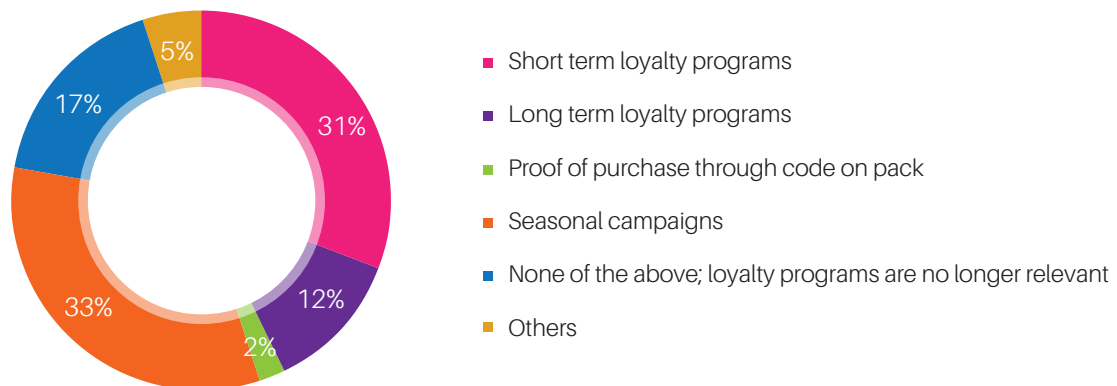 5%
31%
17%
12%
33%
2%
Short term loyalty programs
Long term loyalty programs
Proof of purchase through code on pack
Seasonal campaigns
None of the above; loyalty programs are no longer relevant
Others